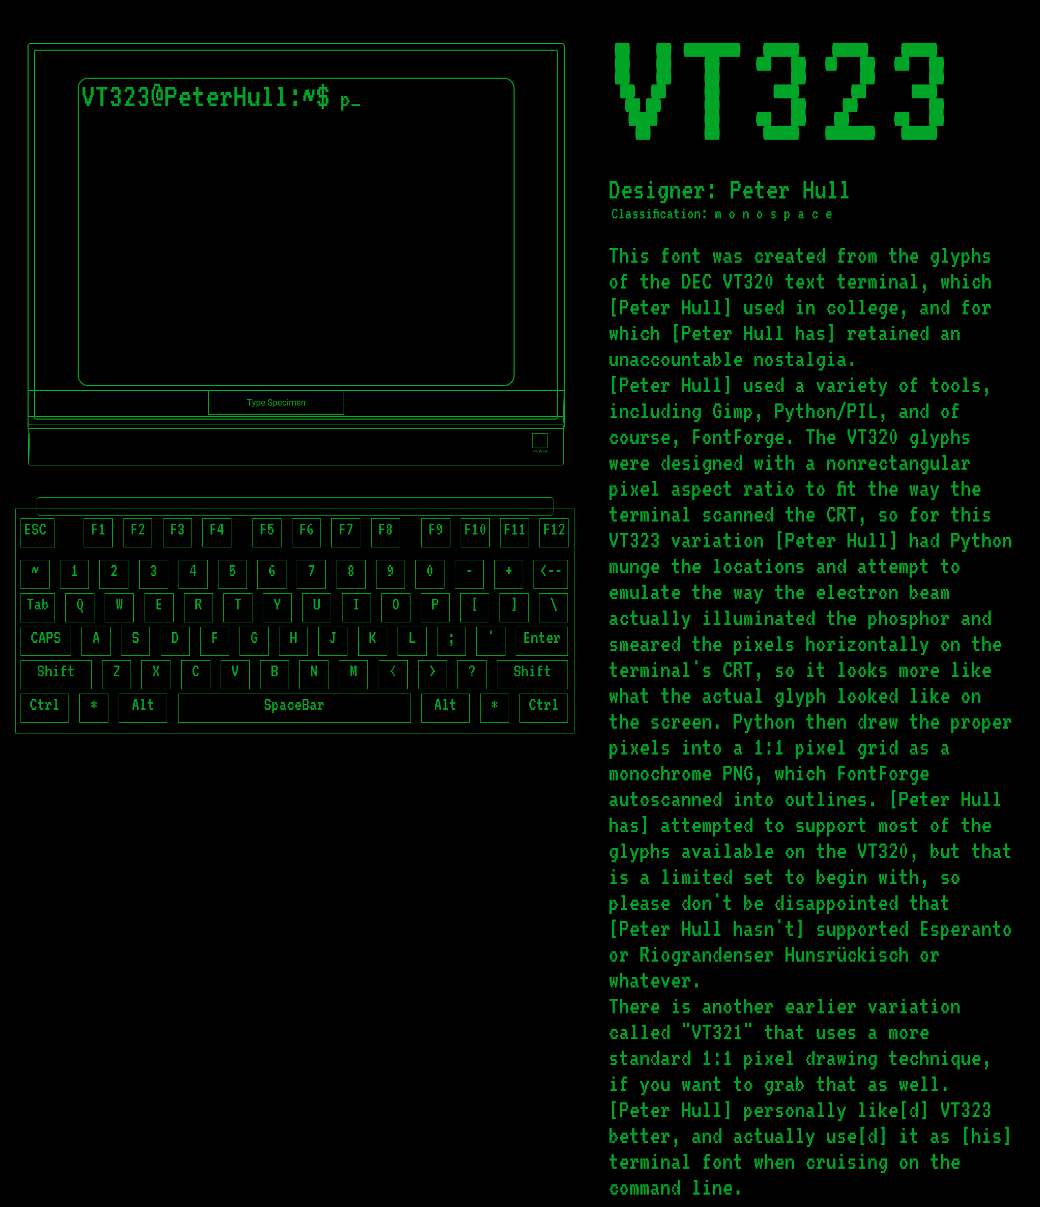 VT323@PeterHull:~$ p_
Type Specimen
ESC F1 F2 F3 F4 F5 F6 F7 F8 F9 F10 F11 F12
~ 1 2 3 4 5 6 7 8 9 0 - + <--
Tab Q W E R T Y U I O P [ ] \
CAPS A S D F G H J K L ; ' Enter
Shift Z X C V B N M < > ? Shift
Ctrl * Alt SpaceBar Alt * Ctrl
VT323
Designer: Peter Hull
Classification: m o n o s p a c e
This font was created from the glyphs
of the DEC VT320 text terminal, which
[Peter Hull] used in college, and for
which [Peter Hull has] retained an
unaccountable nostalgia.
[Peter Hull] used a variety of tools,
including Gimp, Python/PIL, and of
course, FontForge. The VT320 glyphs
were designed with a nonrectangular
pixel aspect ratio to fit the way the
terminal scanned the CRT, so for this
VT323 variation [Peter Hull] had Python
munge the locations and attempt to
emulate the way the electron beam
actually illuminated the phosphor and
smeared the pixels horizontally on the
terminal's CRT, so it looks more like
what the actual glyph looked like on
the screen. Python then drew the proper
pixels into a 1:1 pixel grid as a
monochrome PNG, which FontForge
autoscanned into outlines. [Peter Hull
has] attempted to support most of the
glyphs available on the VT320, but that
is a limited set to begin with, so
please don't be disappointed that
[Peter Hull hasn't] supported Esperanto
or Riograndenser Hunsrückisch or
whatever.
There is another earlier variation
called "VT321" that uses a more
standard 1:1 pixel drawing technique,
if you want to grab that as well.
[Peter Hull] personally like[d] VT323
better, and actually use[d] it as [his]
terminal font when cruising on the
command line.